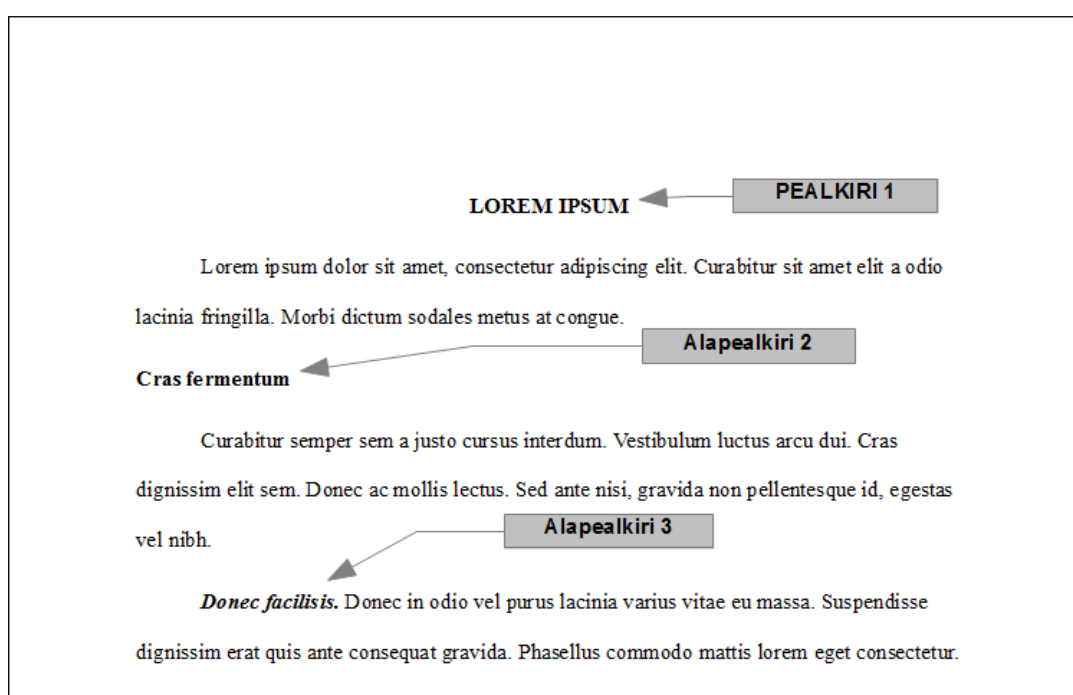 PEALKIRI 1
LOREM IPSUM
Lorem ipsum dolor sit amet, consectetur adipiscing elit. Curabitur sit amet elit a odio
lacinia fringilla. Morbi dictum sodales metus at congue.
Alapealkiri 2
Cras fermentum
Curabitur semper sem a justo cursus interdum. Vestibulum luctus arcu dui. Cras
dignissim elit sem. Donec ac mollis lectus. Sed ante nisi, gravida non pellentesque id, egestas
vel nibh.
Alapealkiri 3
Donec facilisis. Donec in odio vel purus lacinia varius vitae eu massa. Suspendisse
dignissim erat quis ante consequat gravida. Phasellus commodo mattis lorem eget consectetur.